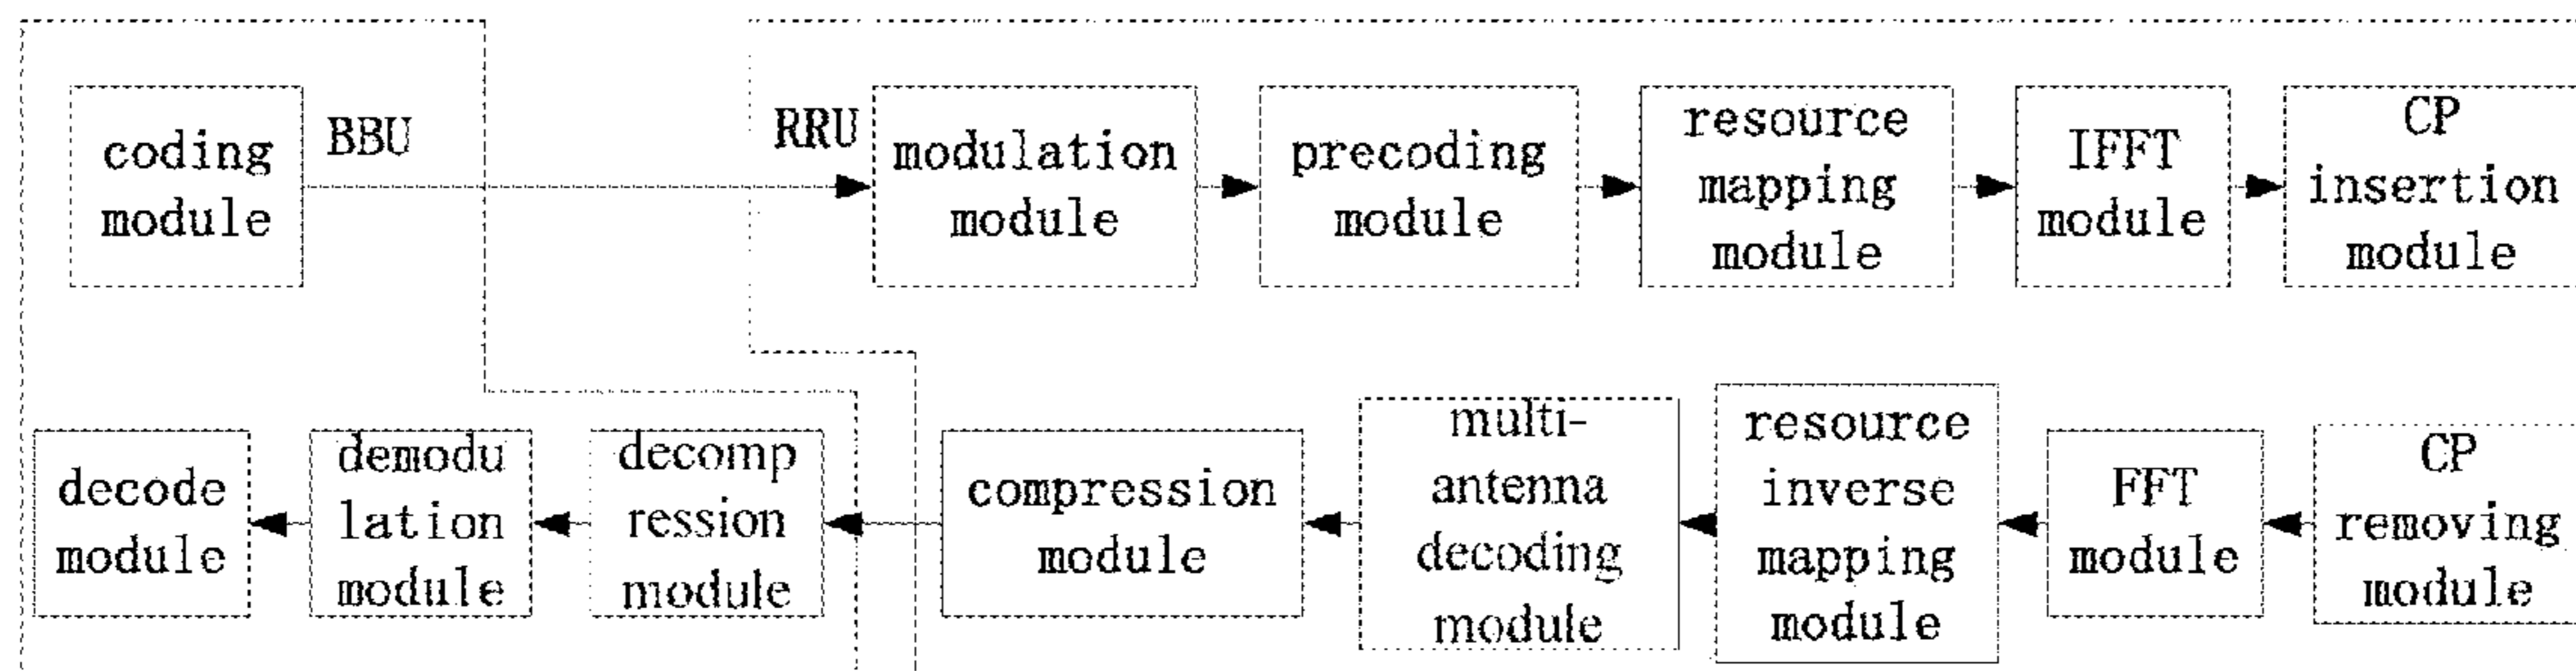 coding
module
BBU
RRU
modulation
module
precoding
module
resource
mapping
module
IFFT
module
CP
insertion
module
decode
module
demodu
lation
module
decomp
ression
module
compression
module
multi-
antenna
decoding
module
resource
inverse
mapping
module
FFT
module
CP
removing
module